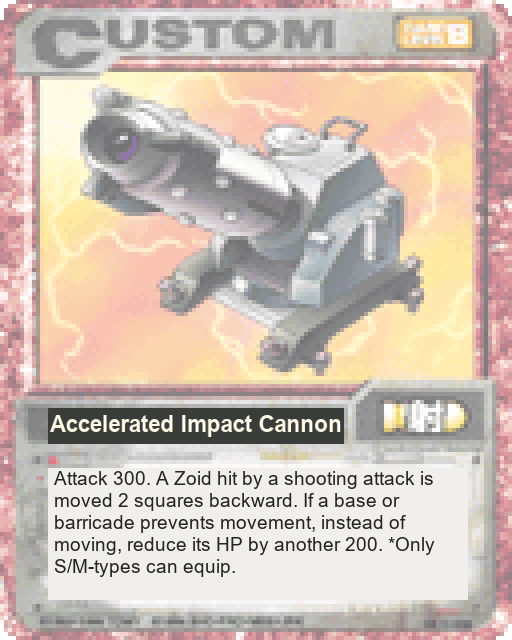 CUSTOM
Accelerated Impact Cannon
Attack 300. A Zoid hit by a shooting attack is
moved 2 squares backward. If a base or
barricade prevents movement, instead of
moving, reduce its HP by another 200. *Only
S/M-types can equip.